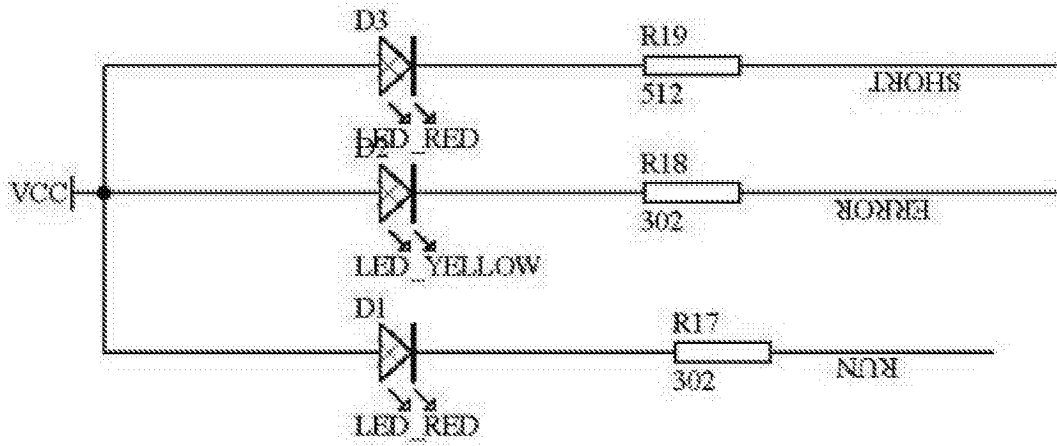 D3
R19
512
SHORT
LED_RED
D2
R18
VCC
302
ERROR
LED_YELLOW
D1
R17
302
RUN
LED_RED